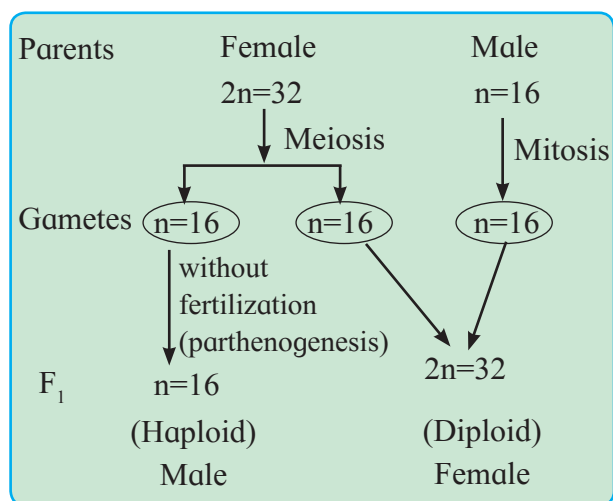 Parents Female Male
2n=32 n=16
Meiosis Mitosis
Gametes n=16 n=16 n=16
without
fertilization
(parthenogenesis)
F1 n=16 2n=32
(Haploid) (Diploid)
Male Female